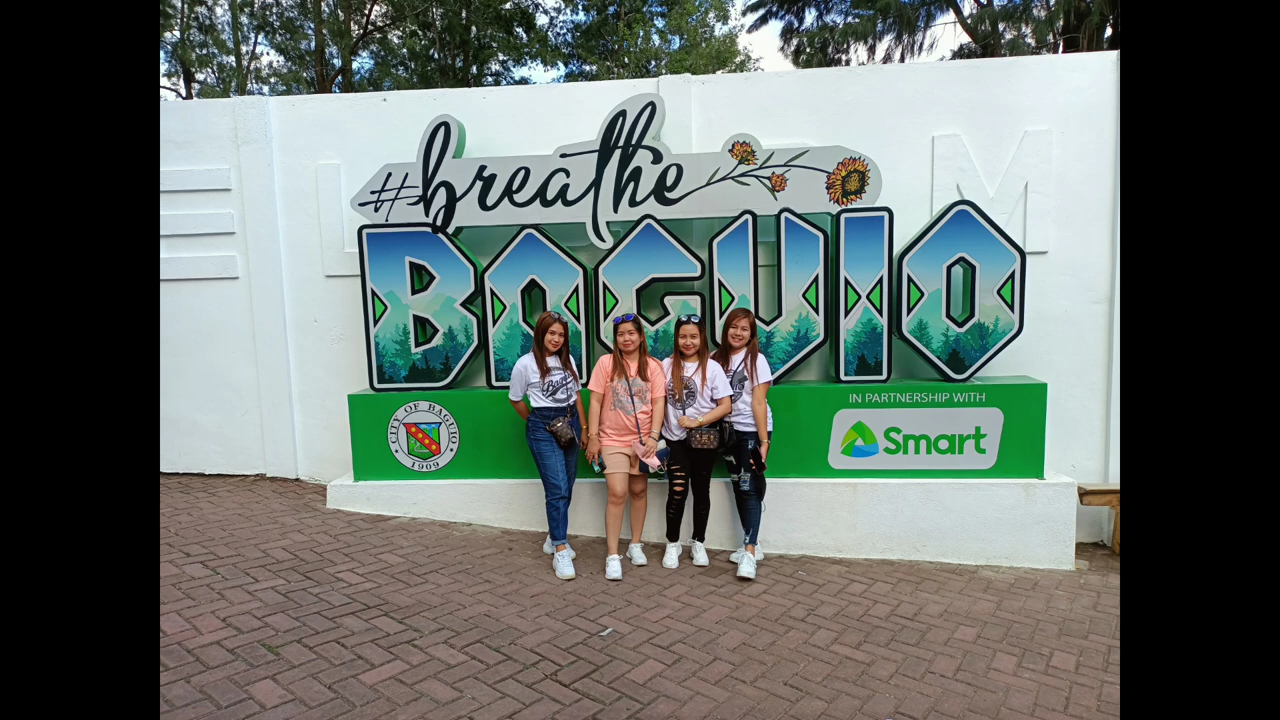 #breathe
BAGUIO
IN PARTNERSHIP WITH
CITY OF BAGUIO
1909
Smart
M